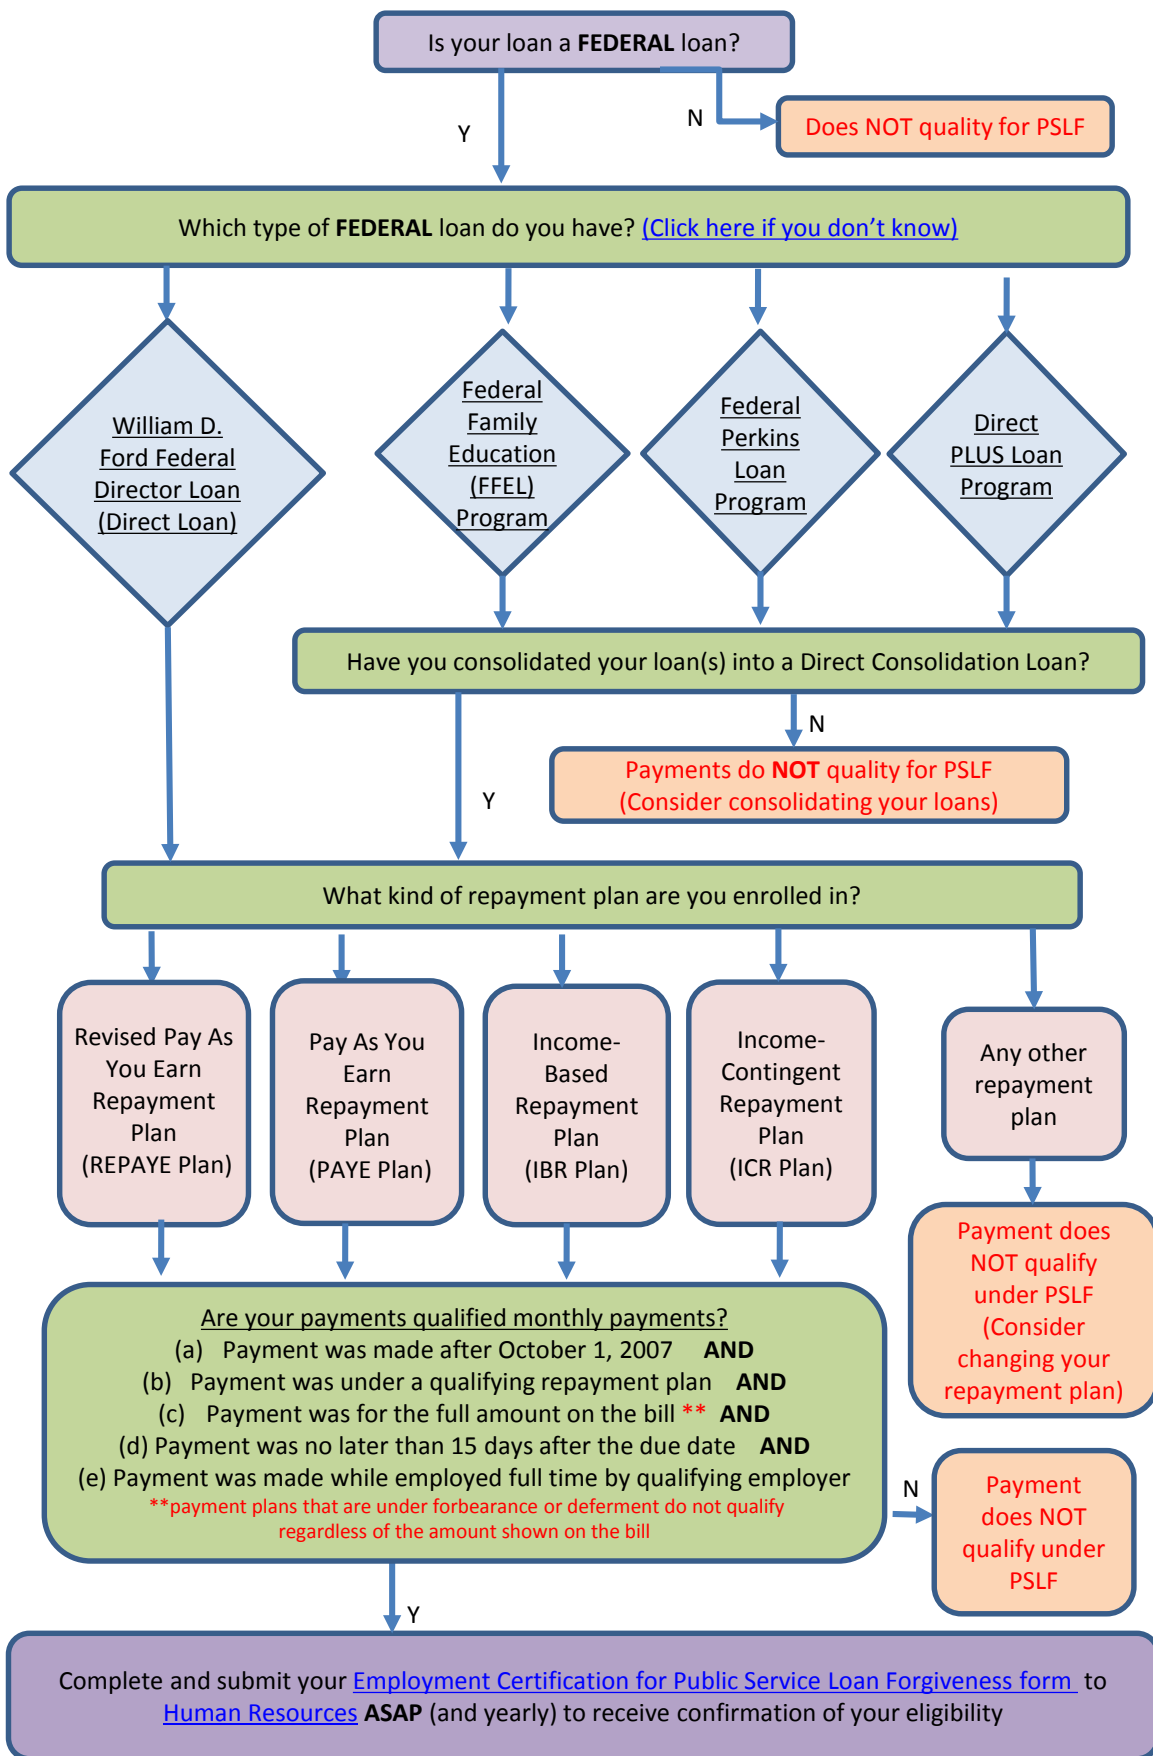 Is your loan a FEDERAL loan?
Y
N
Does NOT quality for PSLF
Which type of FEDERAL loan do you have? (Click here if you don't know)
William D.
Ford Federal
Director Loan
(Direct Loan)
Federal
Family
Education
(FFEL)
Program
Federal
Perkins
Loan
Program
Direct
PLUS Loan
Program
Have you consolidated your loan(s) into a Direct Consolidation Loan?
N
Payments do NOT quality for PSLF
(Consider consolidating your loans)
Y
What kind of repayment plan are you enrolled in?
Revised Pay As
You Earn
Repayment
Plan
(REPAYE Plan)
Pay As You
Earn
Repayment
Plan
(PAYE Plan)
Income-
Based
Repayment
Plan
(IBR Plan)
Income-
Contingent
Repayment
Plan
(ICR Plan)
Any other
repayment
plan
Payment does
NOT qualify
under PSLF
(Consider
changing your
repayment plan)
Are your payments qualified monthly payments?
(a) Payment was made after October 1, 2007 AND
(b) Payment was under a qualifying repayment plan AND
(c) Payment was for the full amount on the bill ** AND
(d) Payment was no later than 15 days after the due date AND
(e) Payment was made while employed full time by qualifying employer
**payment plans that are under forbearance or deferment do not qualify
regardless of the amount shown on the bill
N
Payment
does NOT
qualify under
PSLF
Y
Complete and submit your Employment Certification for Public Service Loan Forgiveness form to
Human Resources ASAP (and yearly) to receive confirmation of your eligibility